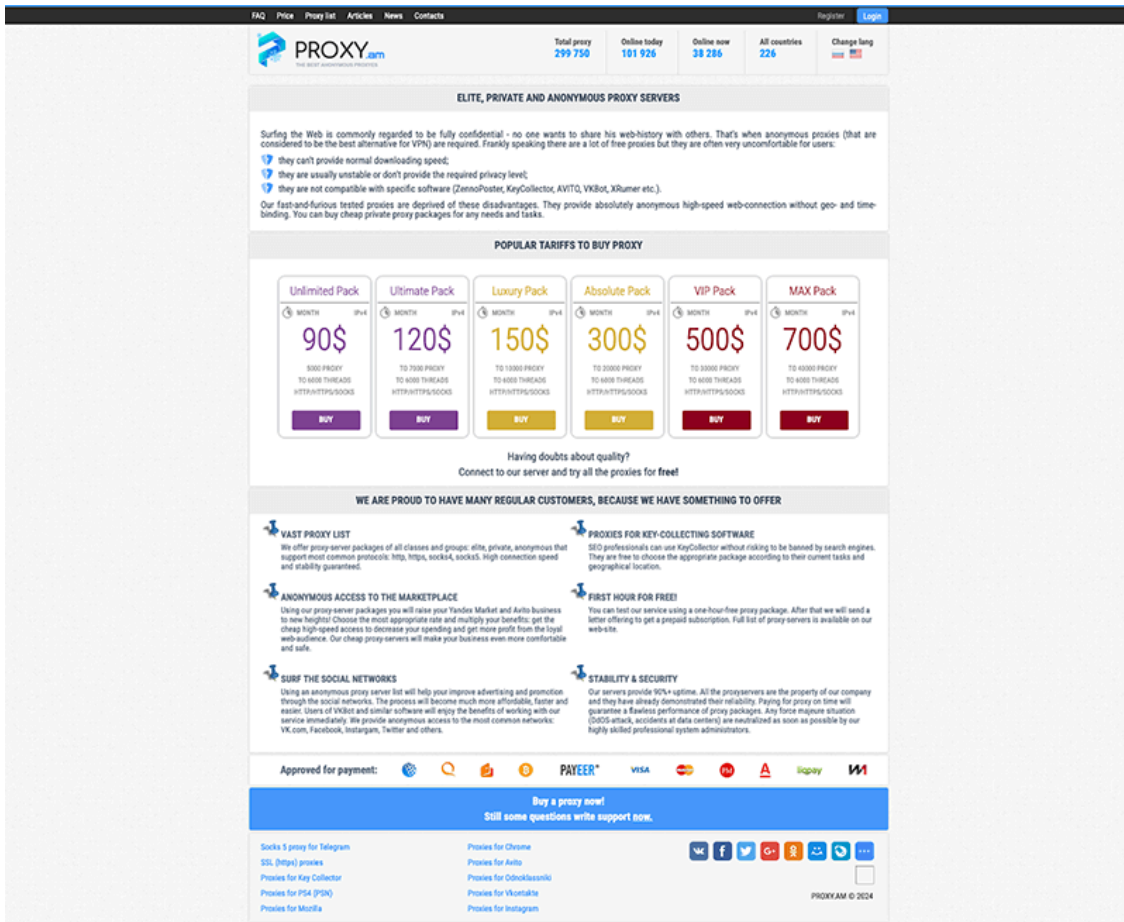 FAQ Price Proxy list Articles News Contacts Register Login
PROXY.am
THE BEST ANONYMOUS PROXIES
Total proxy Online today Online now All countries Change lang
299 750 101 926 38 286 226
ELITE, PRIVATE AND ANONYMOUS PROXY SERVERS
Surfing the Web is commonly regarded to be fully confidential - no one wants to share his web-history with others. That's when anonymous proxies (that are
considered to be the best alternative for VPN) are required. Frankly speaking there are a lot of free proxies but they are often very uncomfortable for users:
they can't provide normal downloading speed;
they are usually unstable or don't provide the required privacy level;
they are not compatible with specific software (ZennoPoster, KeyCollector, AVITO, VKBot, XRumer etc.).
Our fast-and-furious tested proxies are deprived of these disadvantages. They provide absolutely anonymous high-speed web-connection without geo- and time-
binding. You can buy cheap private proxy packages for any needs and tasks.
POPULAR TARIFFS TO BUY PROXY
Unlimited Pack Ultimate Pack Luxury Pack Absolute Pack VIP Pack MAX Pack
MONTH IPv4 MONTH IPv4 MONTH IPv4 MONTH IPv4 MONTH IPv4 MONTH IPv4
90$ 120$ 150$ 300$ 500$ 700$
5000 PROXY TO 7000 PROXY TO 10000 PROXY TO 20000 PROXY TO 30000 PROXY TO 40000 PROXY
TO 6000 THREADS TO 6000 THREADS TO 6000 THREADS TO 6000 THREADS TO 6000 THREADS TO 6000 THREADS
HTTP/HTTPS/SOCKS HTTP/HTTPS/SOCKS HTTP/HTTPS/SOCKS HTTP/HTTPS/SOCKS HTTP/HTTPS/SOCKS HTTP/HTTPS/SOCKS
BUY BUY BUY BUY BUY BUY
Having doubts about quality?
Connect to our server and try all the proxies for free!
WE ARE PROUD TO HAVE MANY REGULAR CUSTOMERS, BECAUSE WE HAVE SOMETHING TO OFFER
VAST PROXY LIST
We offer proxy-server packages of all classes and groups: elite, private, anonymous that
support most common protocols: http, https, socks4, socks5. High connection speed
and stability guaranteed.
PROXIES FOR KEY-COLLECTING SOFTWARE
SEO professionals can use KeyCollector without risking to be banned by search engines.
They are free to choose the appropriate package according to their current tasks and
geographical location.
ANONYMOUS ACCESS TO THE MARKETPLACE
Using our proxy-server packages you will raise your Yandex Market and Avito business
to new heights! Choose the most appropriate rate and multiply your benefits: get the
cheap high-speed access to decrease your spending and get more profit from the loyal
web-audience. Our cheap proxy-servers will make your business even more comfortable
and safe.
FIRST HOUR FOR FREE!
You can test our service using a one-hour-free proxy package. After that we will send a
letter offering to get a prepaid subscription. Full list of proxy-servers is available on our
web-site.
SURF THE SOCIAL NETWORKS
Using an anonymous proxy server list will help your improve advertising and promotion
through the social networks. The process will become much more affordable, faster and
easier. Users of VKBot and similar software will enjoy the benefits of working with our
service immediately. We provide anonymous access to the most common networks:
VK.com, Facebook, Instargam, Twitter and others.
STABILITY & SECURITY
Our servers provide 90%+ uptime. All the proxyservers are the property of our company
and they have already demonstrated their reliability. Paying for proxy on time will
guarantee a flawless performance of proxy packages. Any force majeure situation
(DdOS-attack, accidents at data centers) are neutralized as soon as possible by our
highly skilled professional system administrators.
Approved for payment: PAYEER VISA PM A liqpay
Buy a proxy now!
Still some questions write support now.
Socks 5 proxy for Telegram
SSL (https) proxies
Proxies for Key Collector
Proxies for PS4 (PSN)
Proxies for Mozilla
Proxies for Chrome
Proxies for Avito
Proxies for Odnoklassniki
Proxies for Vkontakte
Proxies for Instagram
PROXY.AM © 2024